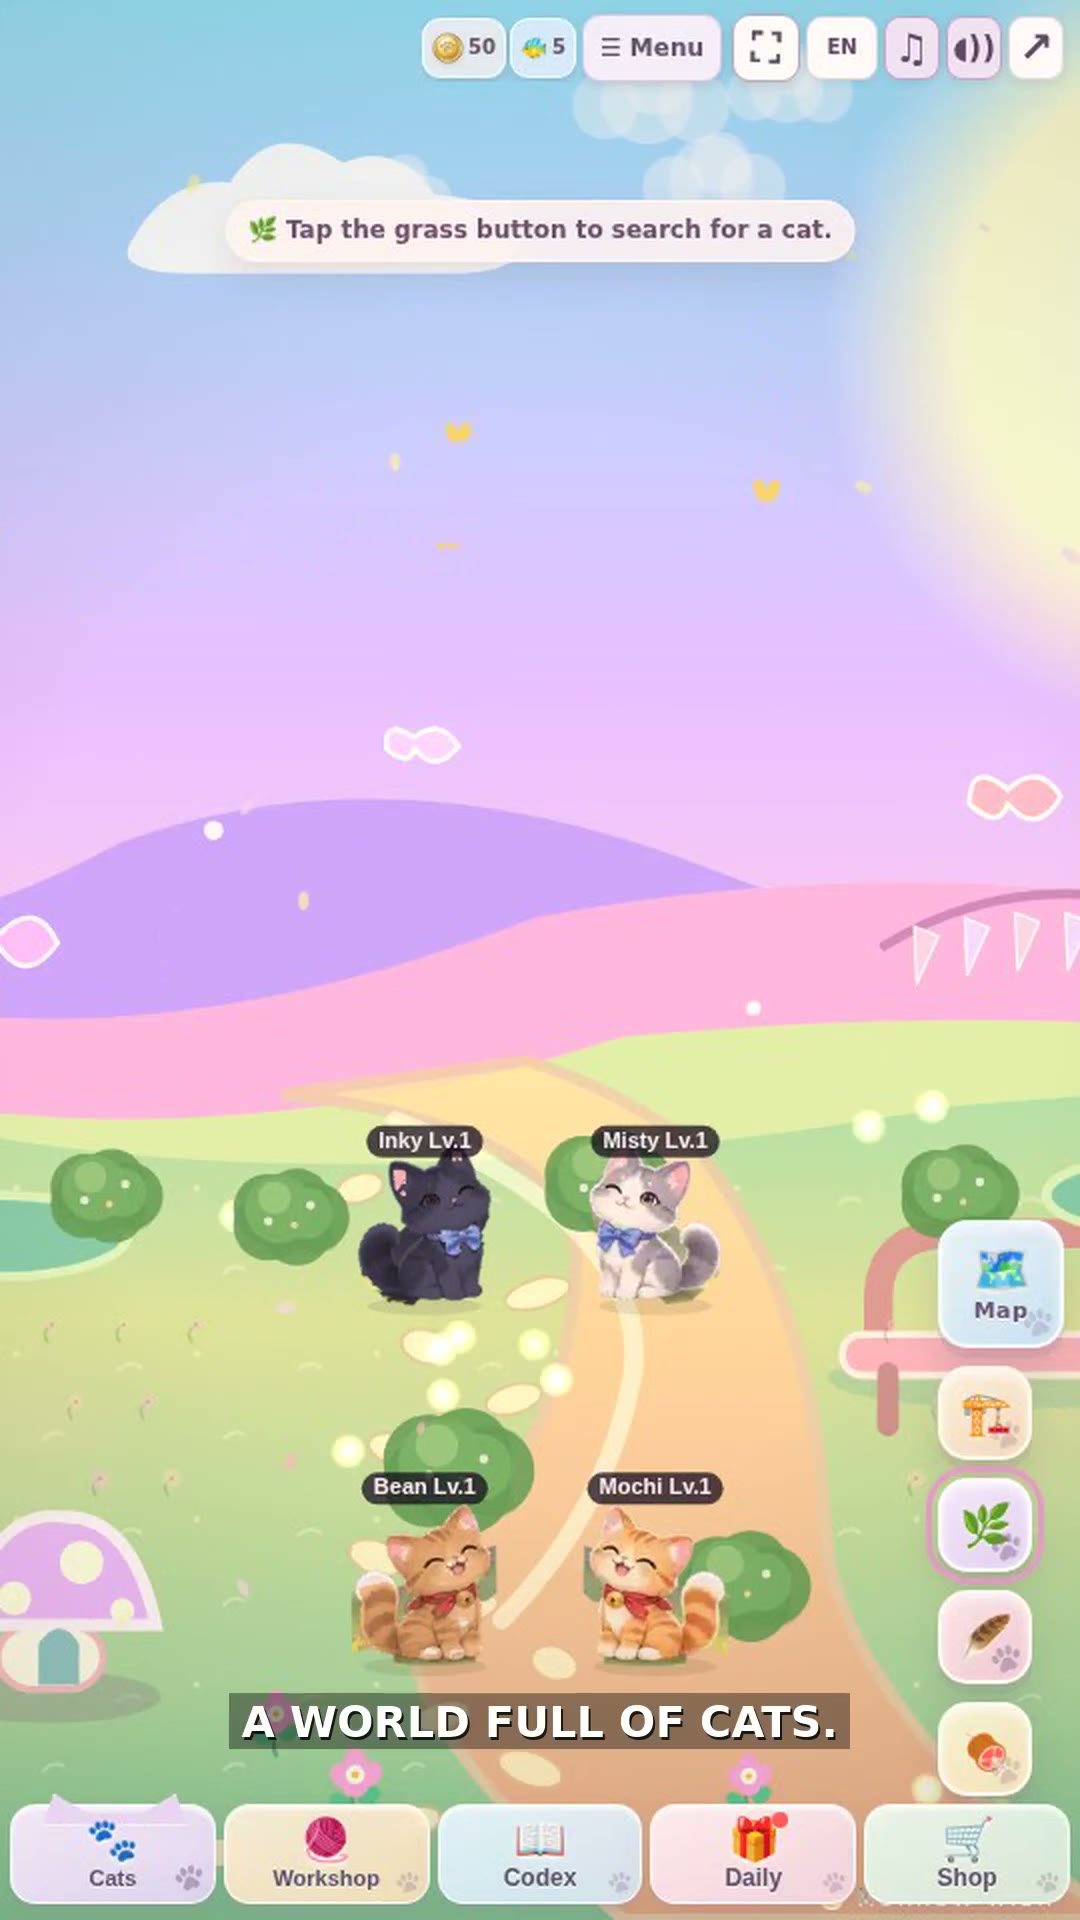 50
5
☰ Menu
EN
Tap the grass button to search for a cat.
Inky Lv.1
Misty Lv.1
Map
Bean Lv.1
Mochi Lv.1
A WORLD FULL OF CATS.
Cats
Workshop
Codex
Daily
Shop